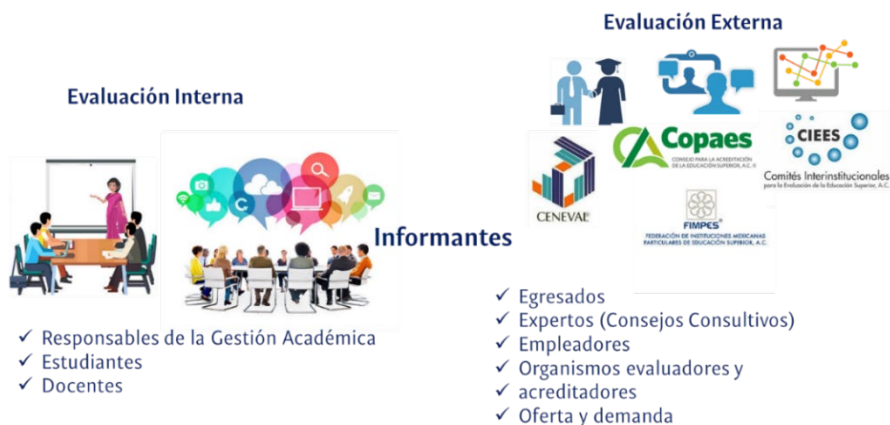 Evaluación Externa
Evaluación Interna
CENEVAL®
Copaes
CONSEJO PARA LA ACREDITACIÓN
DE LA EDUCACIÓN SUPERIOR, A.C.
CIEES
Comités Interinstitucionales
para la Evaluación de la Educación Superior, A.C.
FIMPES®
FEDERACIÓN DE INSTITUCIONES MEXICANAS
PARTICULARES DE EDUCACIÓN SUPERIOR, A.C.
Informantes
✓ Responsables de la Gestión Académica
✓ Estudiantes
✓ Docentes
✓ Egresados
✓ Expertos (Consejos Consultivos)
✓ Empleadores
✓ Organismos evaluadores y
✓ acreditadores
✓ Oferta y demanda